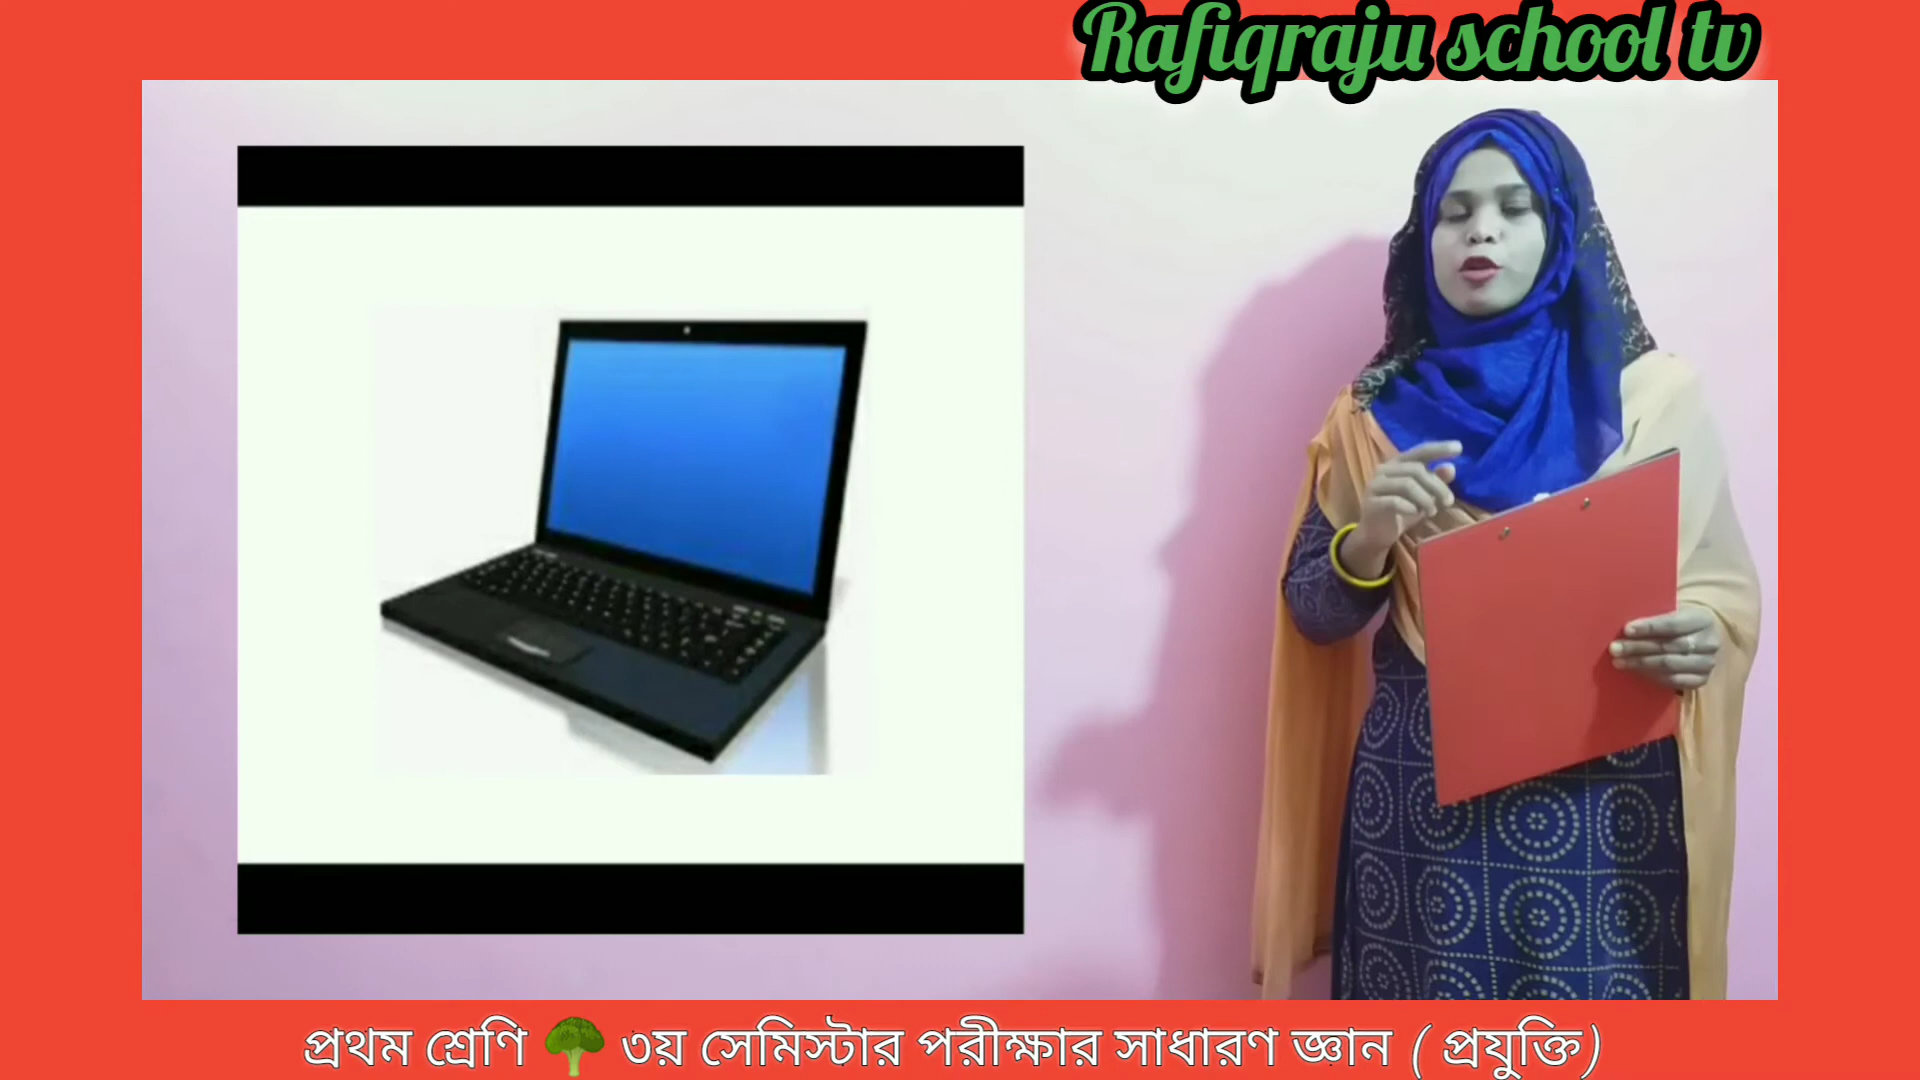 Rafiqraju school tv
প্রথম শ্রেণি 🥦 ৩য় সেমিস্টার পরীক্ষার সাধারণ জ্ঞান ( প্রযুক্তি)